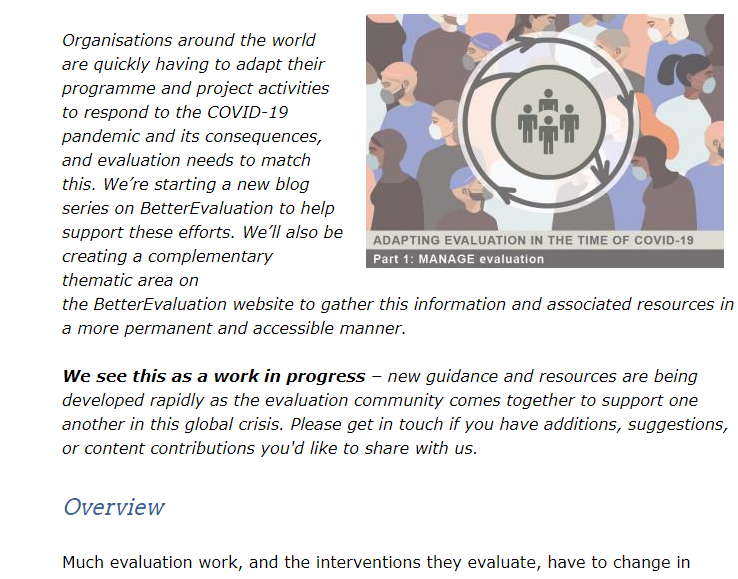 Organisations around the world
are quickly having to adapt their
programme and project activities
to respond to the COVID-19
pandemic and its consequences,
and evaluation needs to match
this. We’re starting a new blog
series on BetterEvaluation to help
support these efforts. We’ll also be
creating a complementary
thematic area on
the BetterEvaluation website to gather this information and associated resources in
a more permanent and accessible manner.
ADAPTING EVALUATION IN THE TIME OF COVID-19
Part 1: MANAGE evaluation
We see this as a work in progress – new guidance and resources are being
developed rapidly as the evaluation community comes together to support one
another in this global crisis. Please get in touch if you have additions, suggestions,
or content contributions you'd like to share with us.
Overview
Much evaluation work, and the interventions they evaluate, have to change in